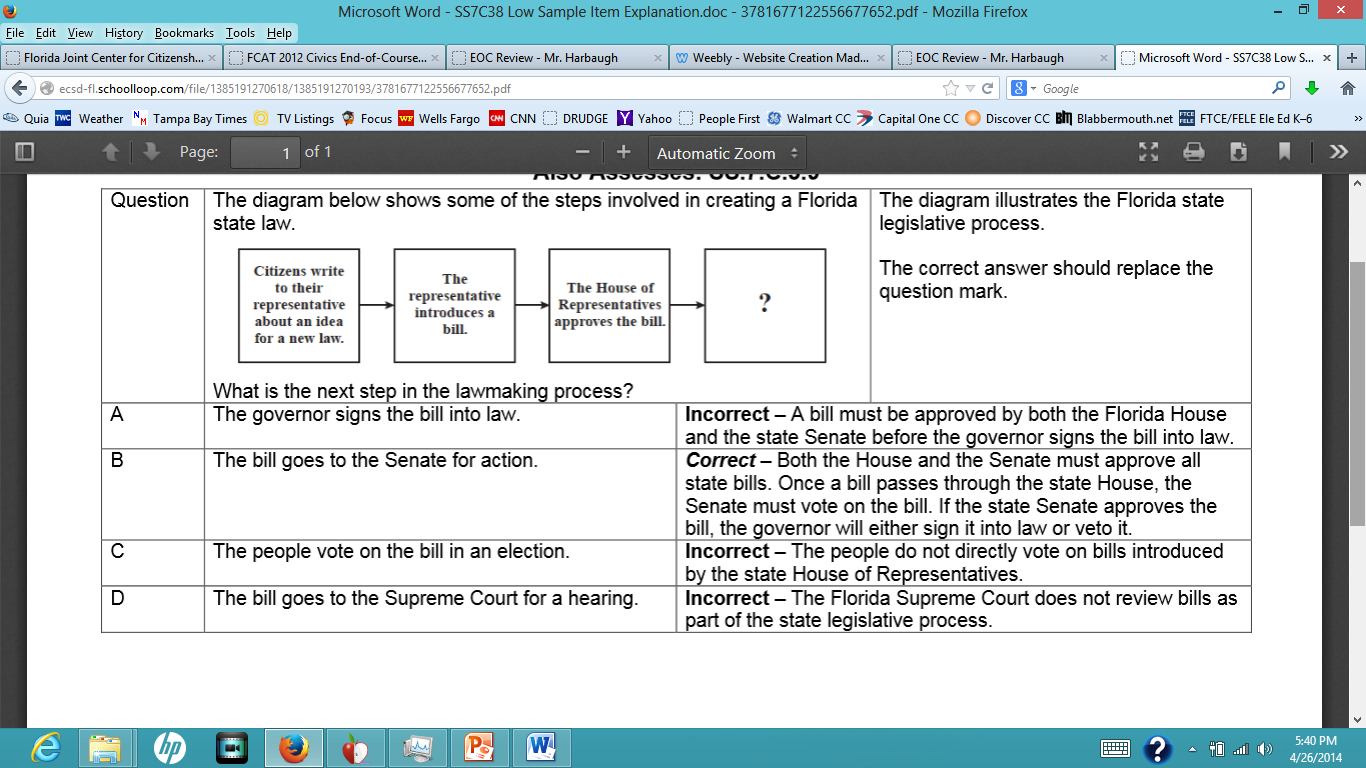 Microsoft Word - SS7C38 Low Sample Item Explanation.doc - 3781677122556677652.pdf - Mozilla Firefox
File Edit View History Bookmarks Tools Help
Florida Joint Center for Citizensh... × FCAT 2012 Civics End-of-Course... × EOC Review - Mr. Harbaugh × Weebly - Website Creation Mad... × EOC Review - Mr. Harbaugh × Microsoft Word - SS7C38 Low S... × +
ecsd-fl.schoolloop.com/file/1385191270618/1385191270193/3781677122556677652.pdf Google
Quia TWC Weather Tampa Bay Times TV Listings Focus WF Wells Fargo CNN CNN DRUDGE Yahoo People First Walmart CC Capital One CC Discover CC BM Blabbermouth.net FTCE FELE FTCE/FELE Ele Ed K–6 »
Page: 1 of 1 − + Automatic Zoom
Also Assesses: SS.7.C.3.9
Question
The diagram below shows some of the steps involved in creating a Florida
state law.
Citizens write
to their
representative
about an idea
for a new law.
The
representative
introduces a
bill.
The House of
Representatives
approves the bill.
?
What is the next step in the lawmaking process?
The diagram illustrates the Florida state
legislative process.
The correct answer should replace the
question mark.
A
The governor signs the bill into law.
Incorrect – A bill must be approved by both the Florida House
and the state Senate before the governor signs the bill into law.
B
The bill goes to the Senate for action.
Correct – Both the House and the Senate must approve all
state bills. Once a bill passes through the state House, the
Senate must vote on the bill. If the state Senate approves the
bill, the governor will either sign it into law or veto it.
C
The people vote on the bill in an election.
Incorrect – The people do not directly vote on bills introduced
by the state House of Representatives.
D
The bill goes to the Supreme Court for a hearing.
Incorrect – The Florida Supreme Court does not review bills as
part of the state legislative process.
5:40 PM
4/26/2014